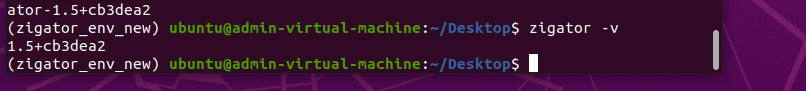 ator-1.5+cb3dea2
(zigator_env_new) ubuntu@admin-virtual-machine:~/Desktop$ zigator -v
1.5+cb3dea2
(zigator_env_new) ubuntu@admin-virtual-machine:~/Desktop$